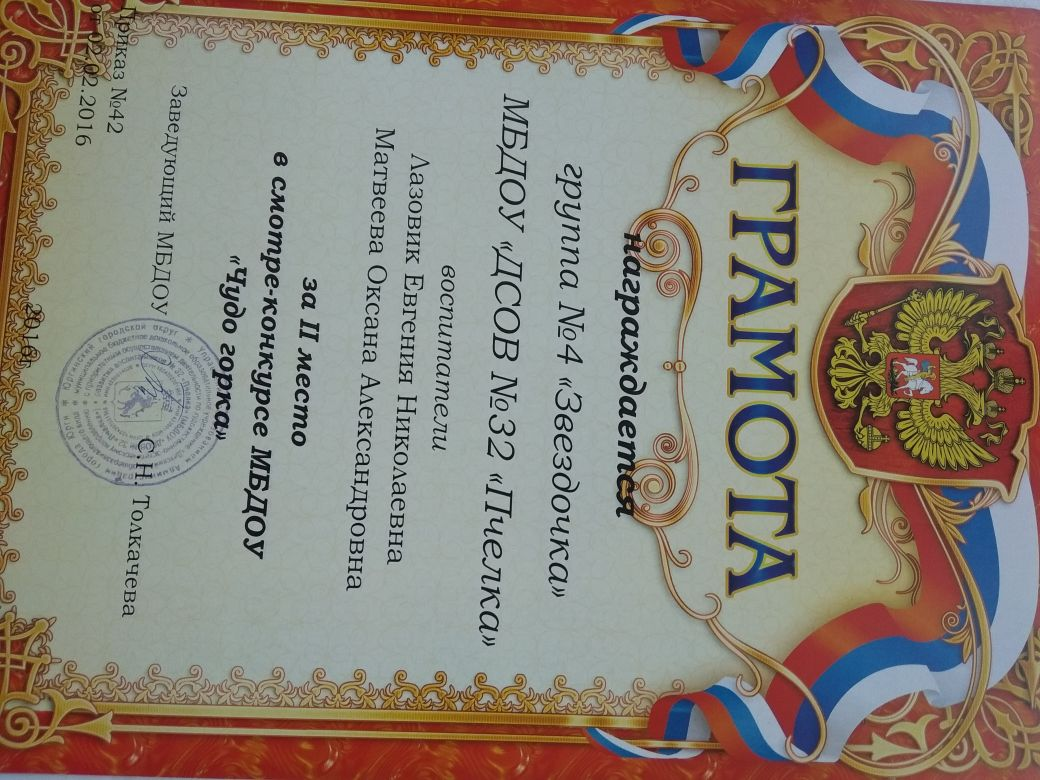 ГРАМОТА
награждается
группа №4 «Звездочка»
МБДОУ «ДСОВ №32 «Пчелка»
воспитатели
Лазовик Евгения Николаевна
Матвеева Оксана Александровна
за II место
в смотре-конкурсе МБДОУ
"Чудо горка»
Заведующий МБДОУ С.Н. Толкачева
Приказ №42
от 02.02..2016
2016г